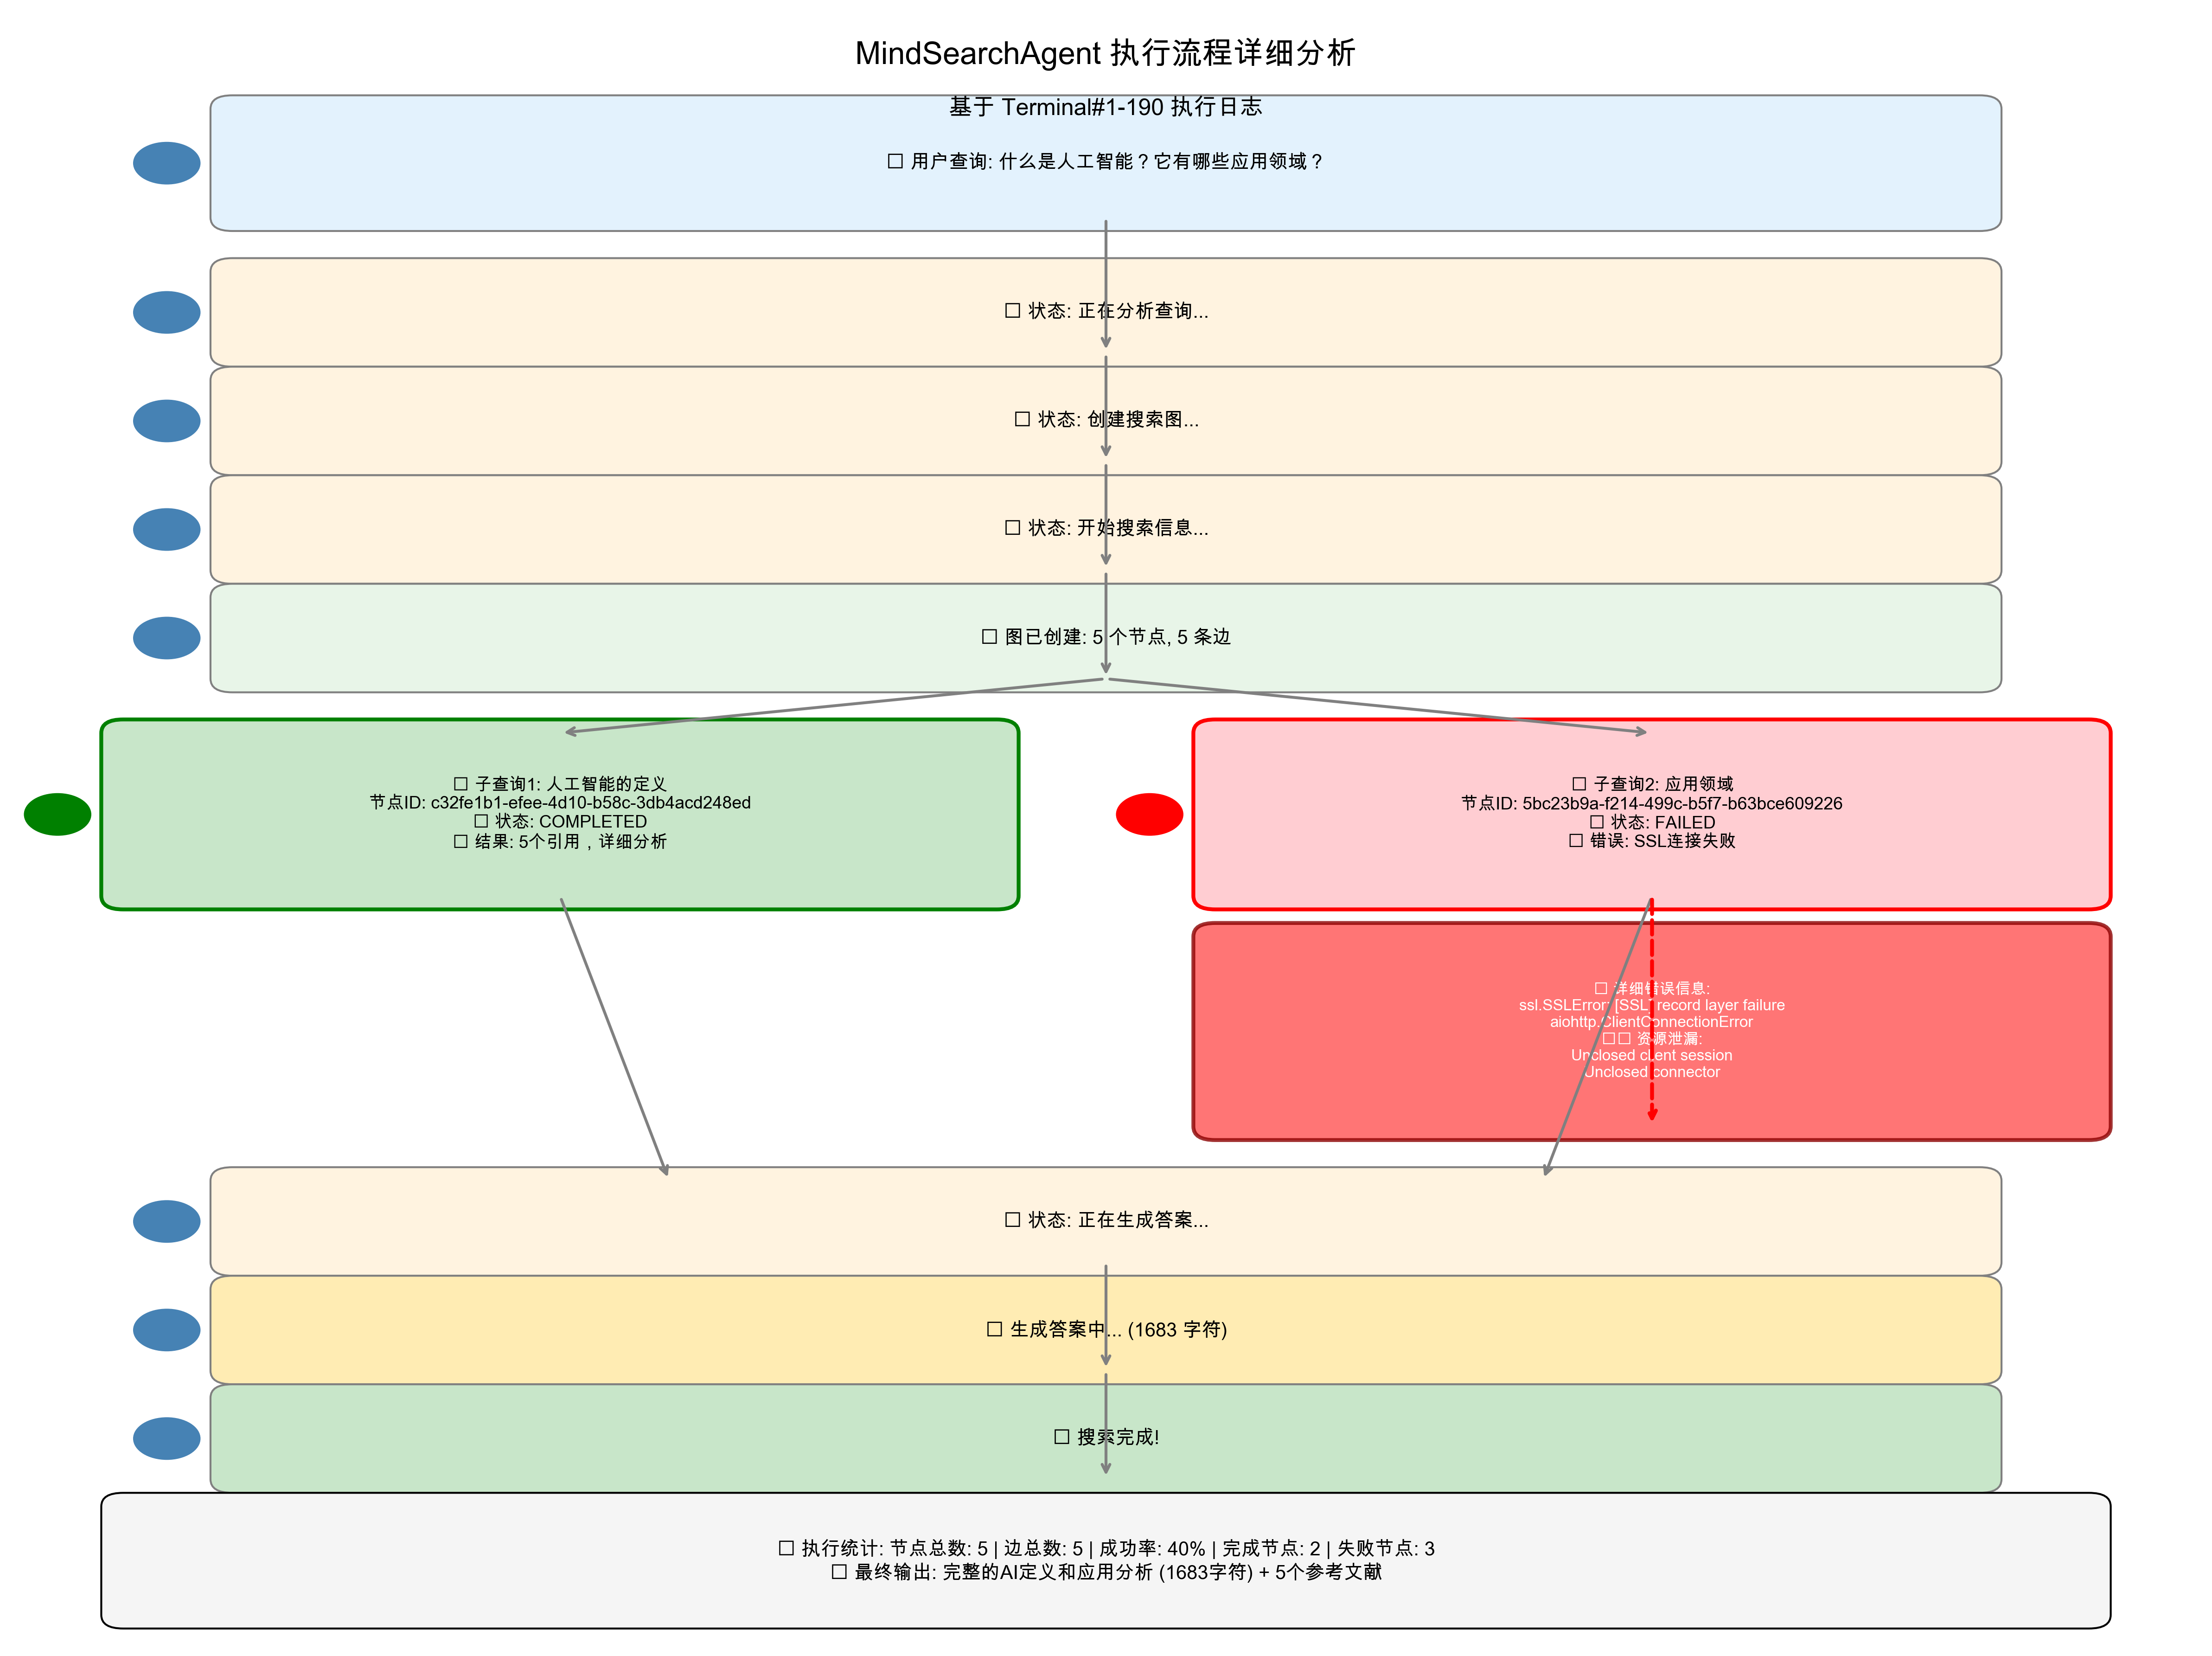 MindSearchAgent 执行流程详细分析
基于 Terminal#1-190 执行日志
□ 用户查询: 什么是人工智能？它有哪些应用领域？
□ 状态: 正在分析查询...
□ 状态: 创建搜索图...
□ 状态: 开始搜索信息...
□ 图已创建: 5 个节点, 5 条边
□ 子查询1: 人工智能的定义
节点ID: c32fe1b1-efee-4d10-b58c-3db4acd248ed
□ 状态: COMPLETED
□ 结果: 5个引用，详细分析
□ 子查询2: 应用领域
节点ID: 5bc23b9a-f214-499c-b5f7-b63bce609226
□ 状态: FAILED
□ 错误: SSL连接失败
□ 详细错误信息:
ssl.SSLError: [SSL] record layer failure
aiohttp.ClientConnectionError
□□ 资源泄漏:
Unclosed client session
Unclosed connector
□ 状态: 正在生成答案...
□ 生成答案中... (1683 字符)
□ 搜索完成!
□ 执行统计: 节点总数: 5 | 边总数: 5 | 成功率: 40% | 完成节点: 2 | 失败节点: 3
□ 最终输出: 完整的AI定义和应用分析 (1683字符) + 5个参考文献